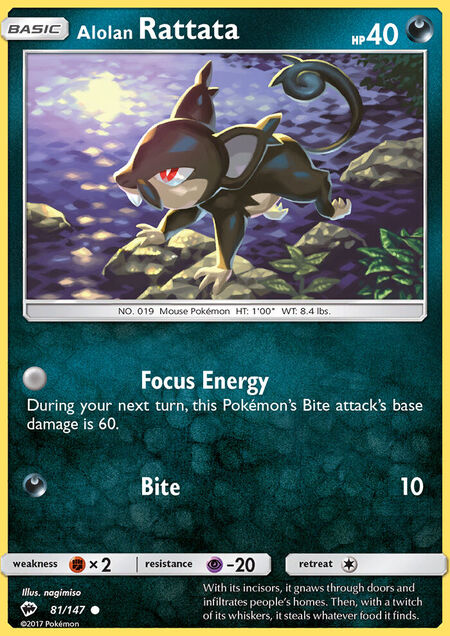 BASIC Alolan Rattata HP 40
NO. 019 Mouse Pokémon HT: 1'00" WT: 8.4 lbs.
Focus Energy
During your next turn, this Pokémon's Bite attack's base
damage is 60.
Bite 10
weakness ×2 resistance -20 retreat
Illus. nagimiso
81/147
©2017 Pokémon
With its incisors, it gnaws through doors and
infiltrates people's homes. Then, with a twitch
of its whiskers, it steals whatever food it finds.